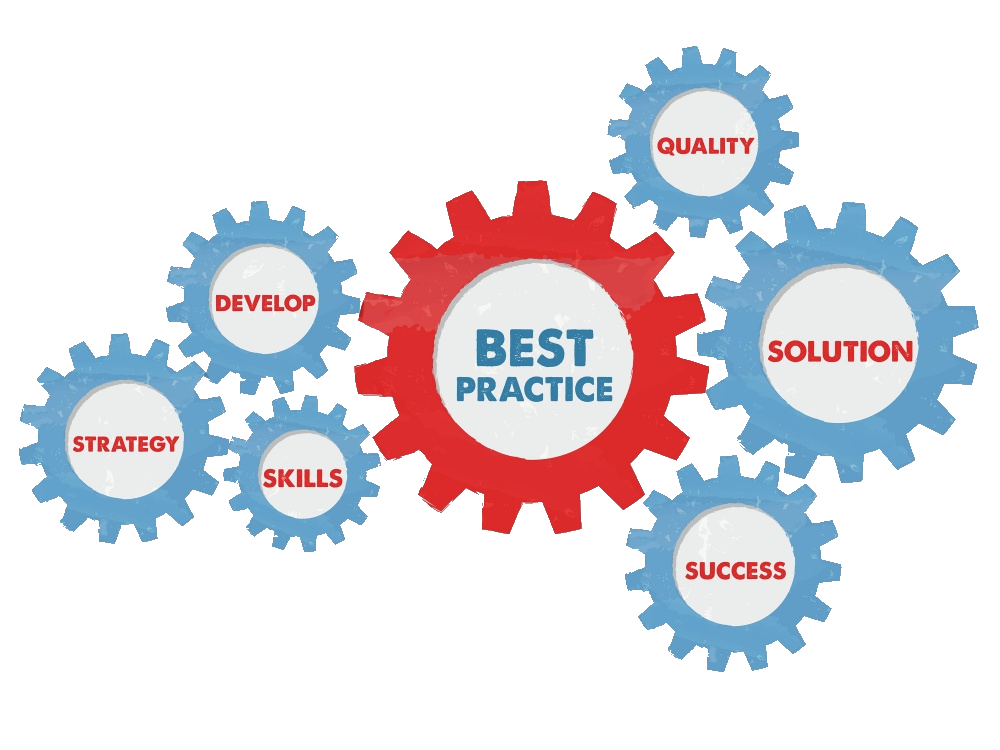 QUALITY
DEVELOP
BEST
PRACTICE
SOLUTION
STRATEGY
SKILLS
SUCCESS